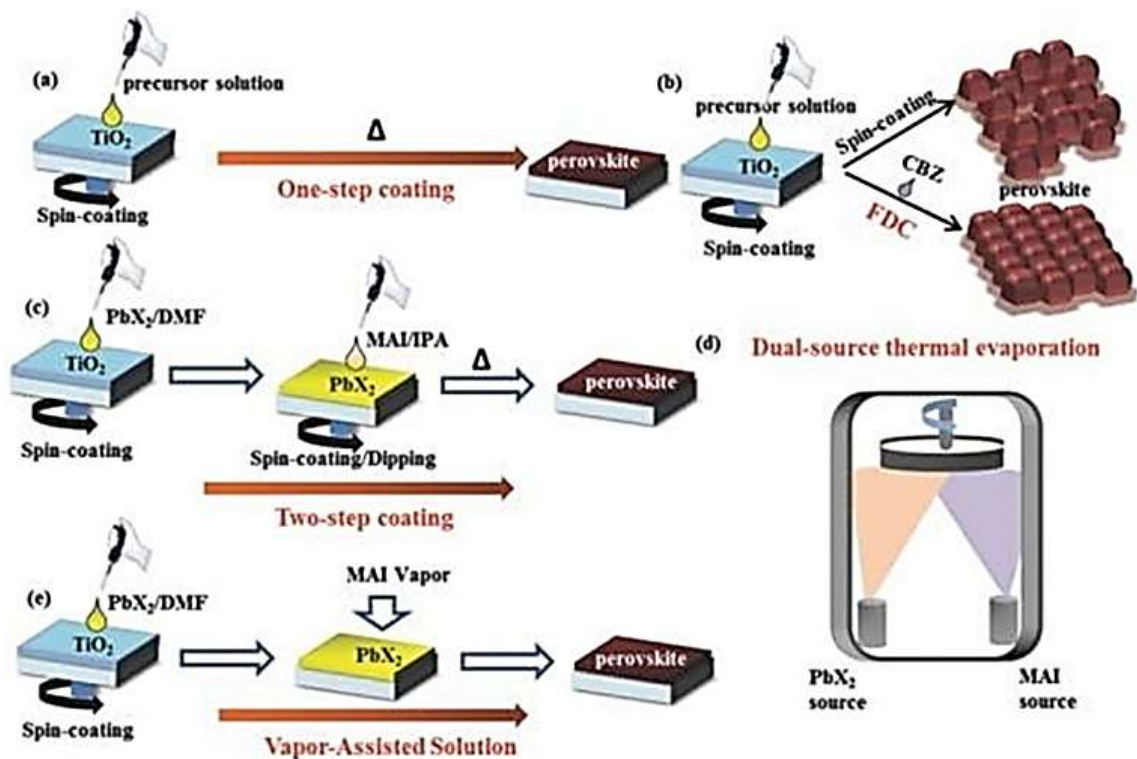 (a)
precursor solution
TiO₂
Spin-coating
Δ
One-step coating
perovskite
(b)
precursor solution
TiO₂
Spin-coating
Spin-coating
CBZ
FDC
perovskite
(c)
PbX₂/DMF
TiO₂
Spin-coating
MAI/IPA
PbX₂
Spin-coating/Dipping
Δ
perovskite
Two-step coating
(d)
Dual-source thermal evaporation
PbX₂
source
MAI
source
(e)
PbX₂/DMF
TiO₂
Spin-coating
MAI Vapor
PbX₂
perovskite
Vapor-Assisted Solution